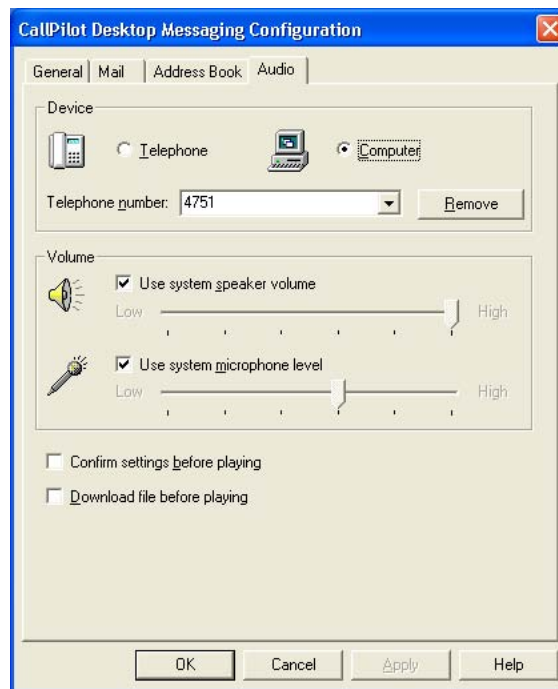 CallPilot Desktop Messaging Configuration
General Mail Address Book Audio
Device
Telephone Computer
Telephone number: 4751 Remove
Volume
Use system speaker volume
Low High
Use system microphone level
Low High
Confirm settings before playing
Download file before playing
OK Cancel Apply Help